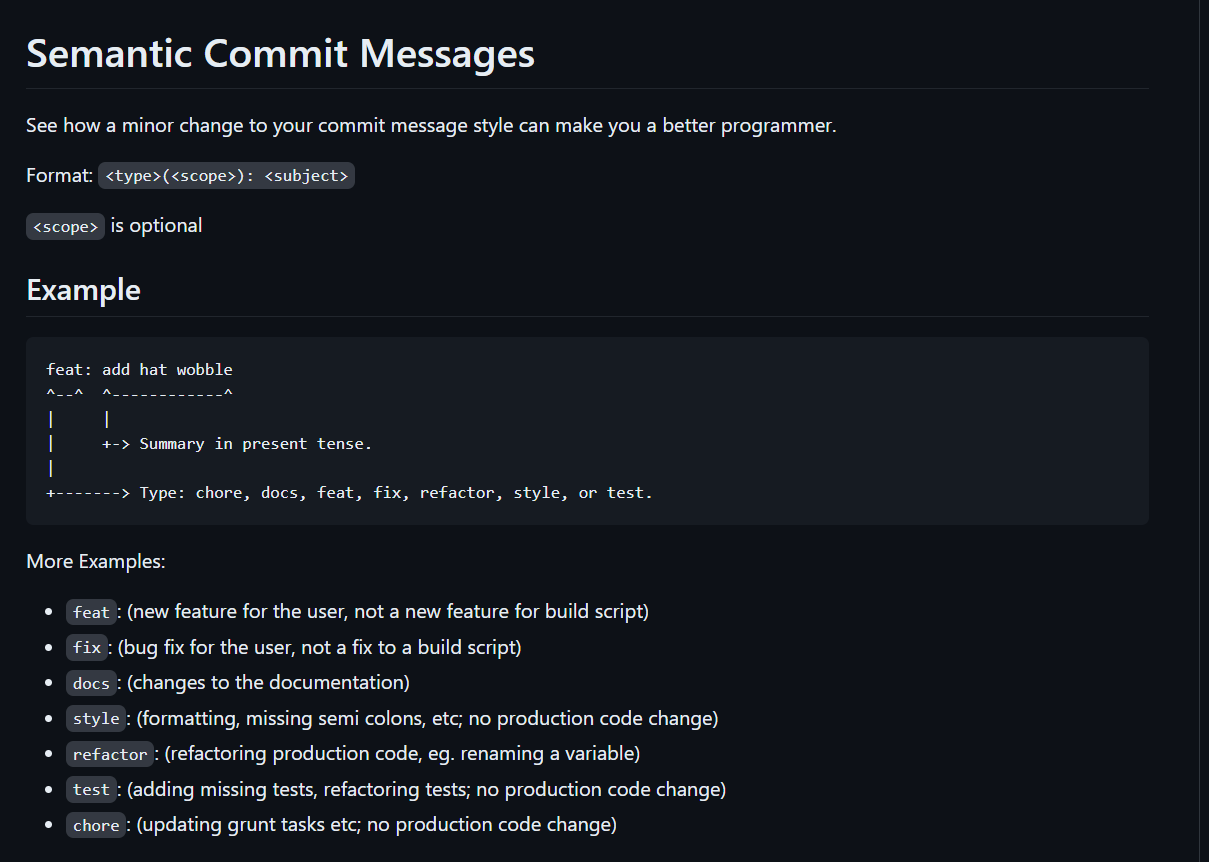 Semantic Commit Messages
See how a minor change to your commit message style can make you a better programmer.
Format: <type>(<scope>): <subject>
<scope> is optional
Example
feat: add hat wobble
^--^  ^------------^
|     |
|     +-> Summary in present tense.
|
+-------> Type: chore, docs, feat, fix, refactor, style, or test.
More Examples:
• feat: (new feature for the user, not a new feature for build script)
• fix: (bug fix for the user, not a fix to a build script)
• docs: (changes to the documentation)
• style: (formatting, missing semi colons, etc; no production code change)
• refactor: (refactoring production code, eg. renaming a variable)
• test: (adding missing tests, refactoring tests; no production code change)
• chore: (updating grunt tasks etc; no production code change)